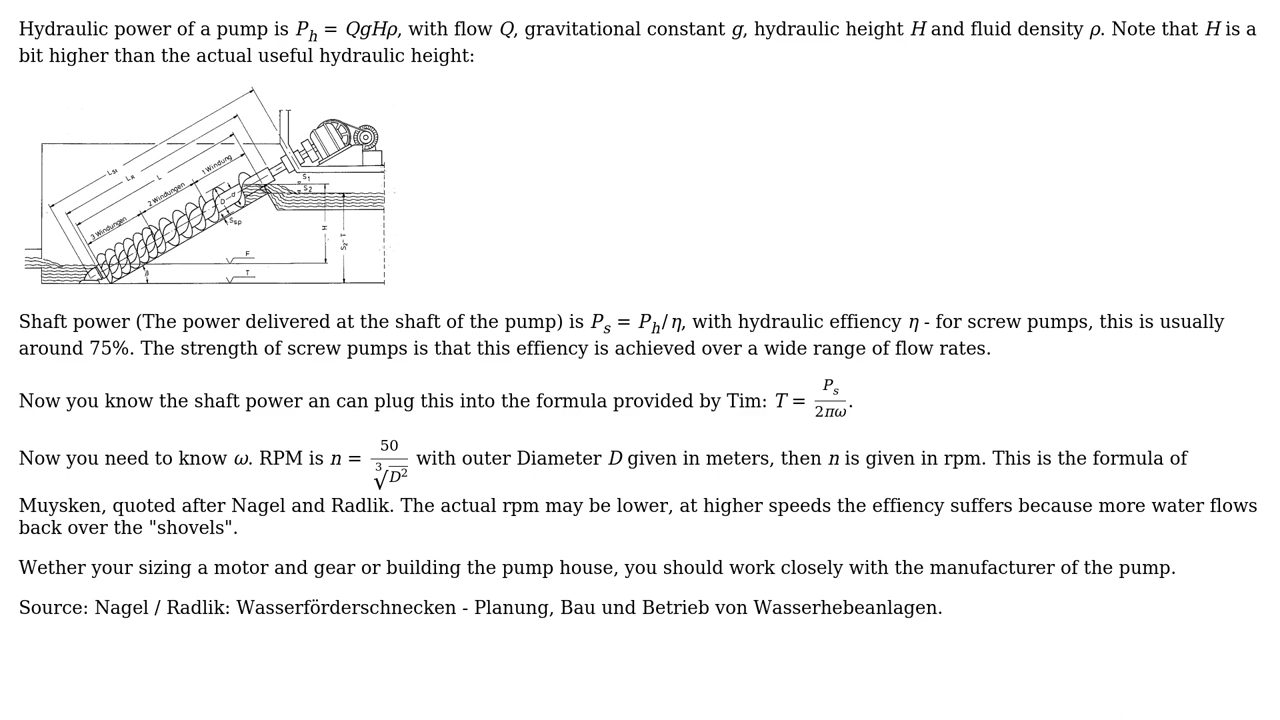 Hydraulic power of a pump is P_h = QgHρ, with flow Q, gravitational constant g, hydraulic height H and fluid density ρ. Note that H is a
bit higher than the actual useful hydraulic height:
L_St
L_R
L
1 Windung
2 Windungen
3 Windungen
S_1
S_2
D
d
S_sp
H
S_2-T
F
T
Shaft power (The power delivered at the shaft of the pump) is P_s = P_h/η, with hydraulic effiency η - for screw pumps, this is usually
around 75%. The strength of screw pumps is that this effiency is achieved over a wide range of flow rates.
Now you know the shaft power an can plug this into the formula provided by Tim: T = P_s/2πω.
Now you need to know ω. RPM is n = 50/∛D² with outer Diameter D given in meters, then n is given in rpm. This is the formula of
Muysken, quoted after Nagel and Radlik. The actual rpm may be lower, at higher speeds the effiency suffers because more water flows
back over the "shovels".
Wether your sizing a motor and gear or building the pump house, you should work closely with the manufacturer of the pump.
Source: Nagel / Radlik: Wasserförderschnecken - Planung, Bau und Betrieb von Wasserhebeanlagen.